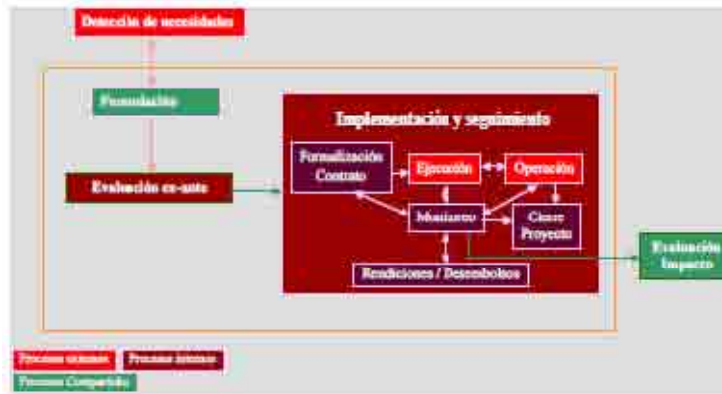 Detección de necesidades
Formulación
Implementación y seguimiento
Formalización
Contrato
Ejecución
Operación
Evaluación ex-ante
Monitoreo
Cierre
Proyecto
Evaluación
Impacto
Rendiciones / Desembolsos
Procesos externos
Procesos internos
Procesos Compartidos